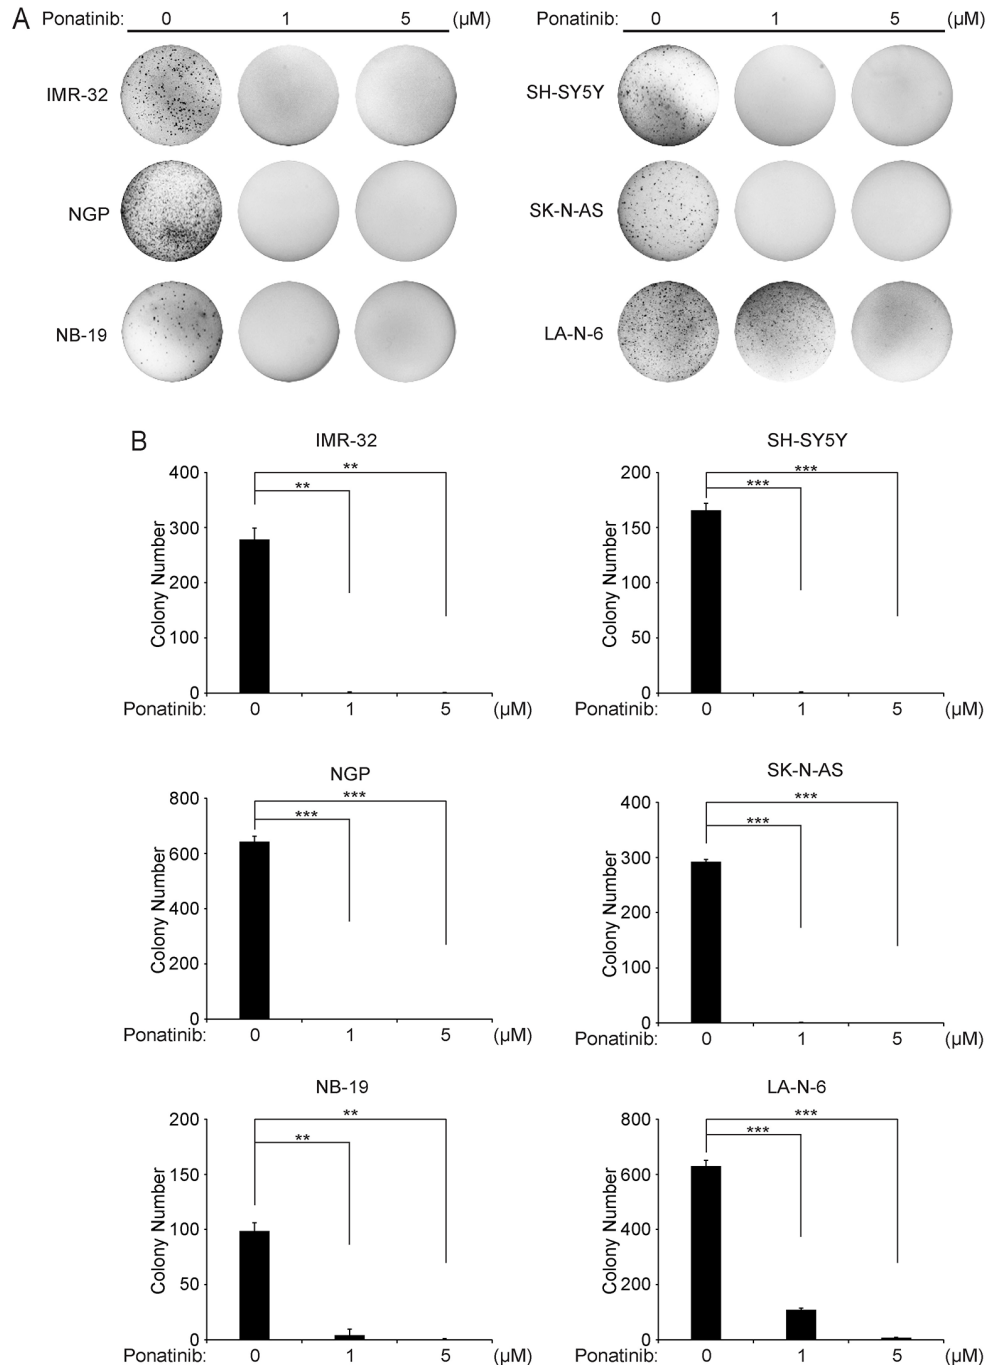 A
Ponatinib: 0 1 5 (µM)
Ponatinib: 0 1 5 (µM)
IMR-32
SH-SY5Y
NGP
SK-N-AS
NB-19
LA-N-6
B
IMR-32
400
300
200
100
0
Colony Number
**
**
Ponatinib: 0 1 5 (µM)
SH-SY5Y
200
150
100
50
0
Colony Number
***
***
Ponatinib: 0 1 5 (µM)
NGP
800
600
400
200
0
Colony Number
***
***
Ponatinib: 0 1 5 (µM)
SK-N-AS
400
300
200
100
0
Colony Number
***
***
Ponatinib: 0 1 5 (µM)
NB-19
200
150
100
50
0
Colony Number
**
**
Ponatinib: 0 1 5 (µM)
LA-N-6
800
600
400
200
0
Colony Number
***
***
Ponatinib: 0 1 5 (µM)